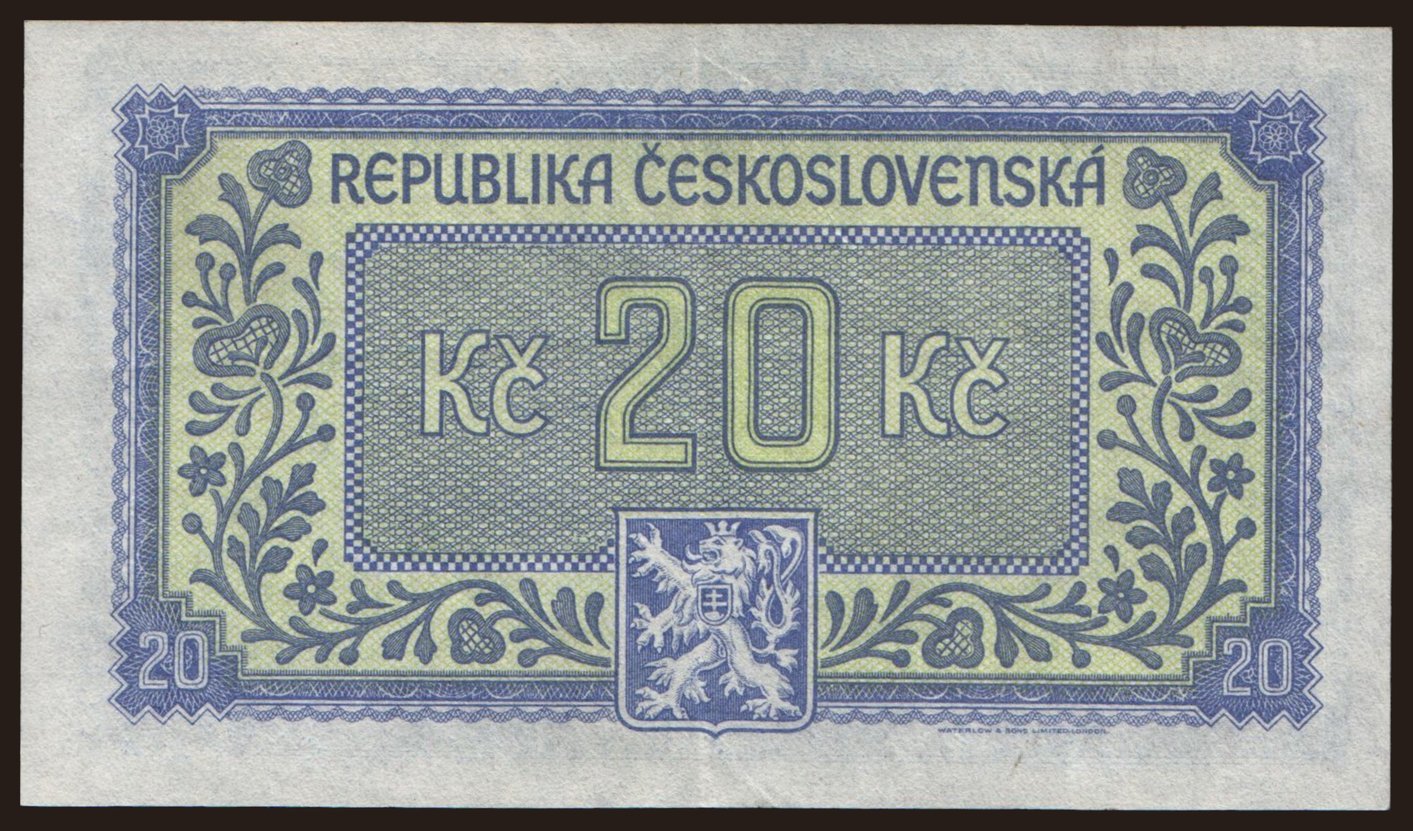 REPUBLIKA ČESKOSLOVENSKÁ
Kč 20 Kč
20 20
WATERLOW & SONS LIMITED. LONDON.